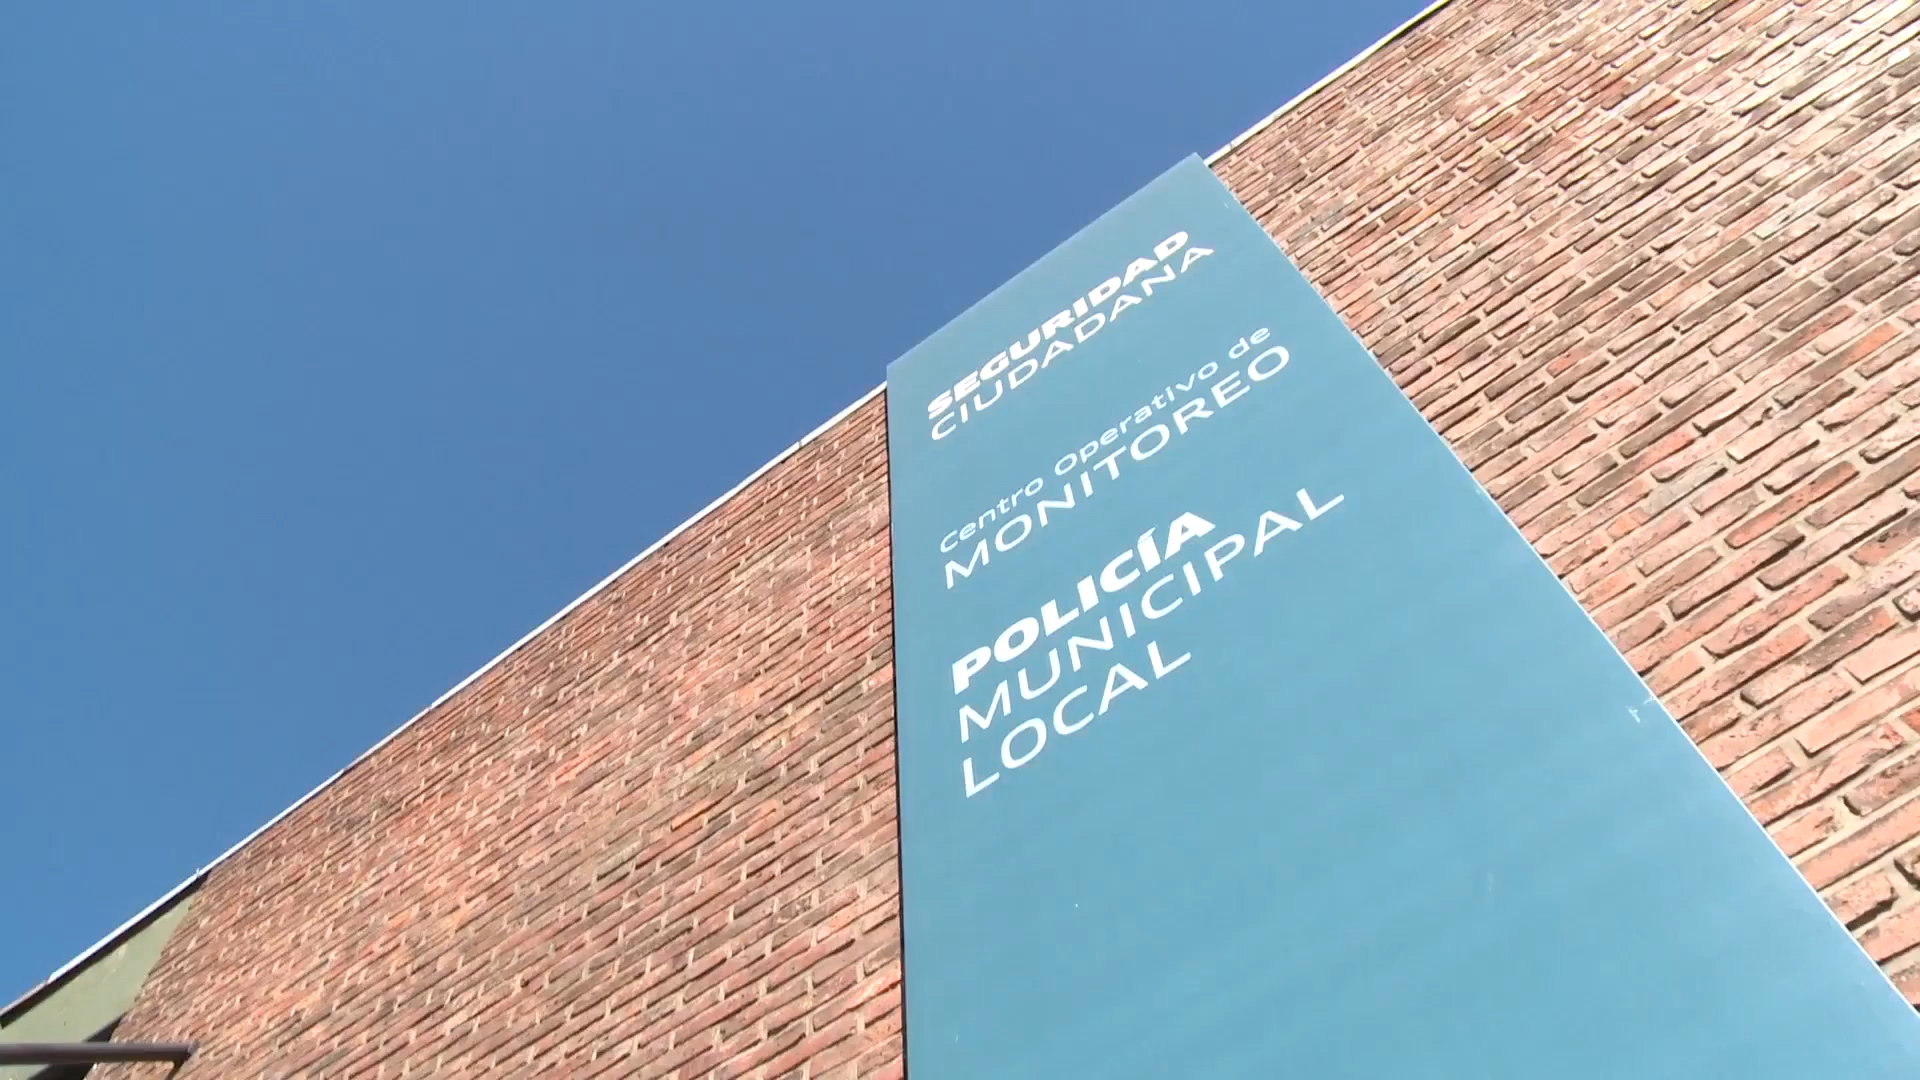 SEGURIDAD
CIUDADANA
Centro Operativo de
MONITOREO
POLICÍA
MUNICIPAL
LOCAL